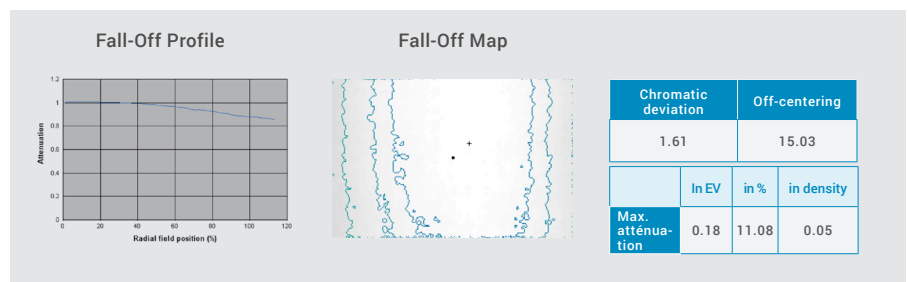 Fall-Off Profile
Fall-Off Map
1.2
1
0.8
0.6
0.4
0.2
0
0 20 40 60 80 100 120
Attenuation
Radial field position (%)
Chromatic
deviation
Off-centering
1.61
15.03
In EV
in %
in density
Max.
atténua-
tion
0.18
11.08
0.05